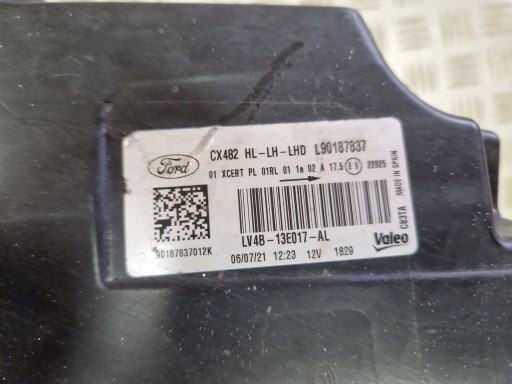 Ford
CX482 HL-LH-LHD L90187837
01 XCERT PL 01RL 01 1a 02 A 17.5 E9 22925
MADE IN SPAIN
C83TA
90187837012K
LV4B-13E017-AL
06/07/21 12:23 12V 1829
Valeo